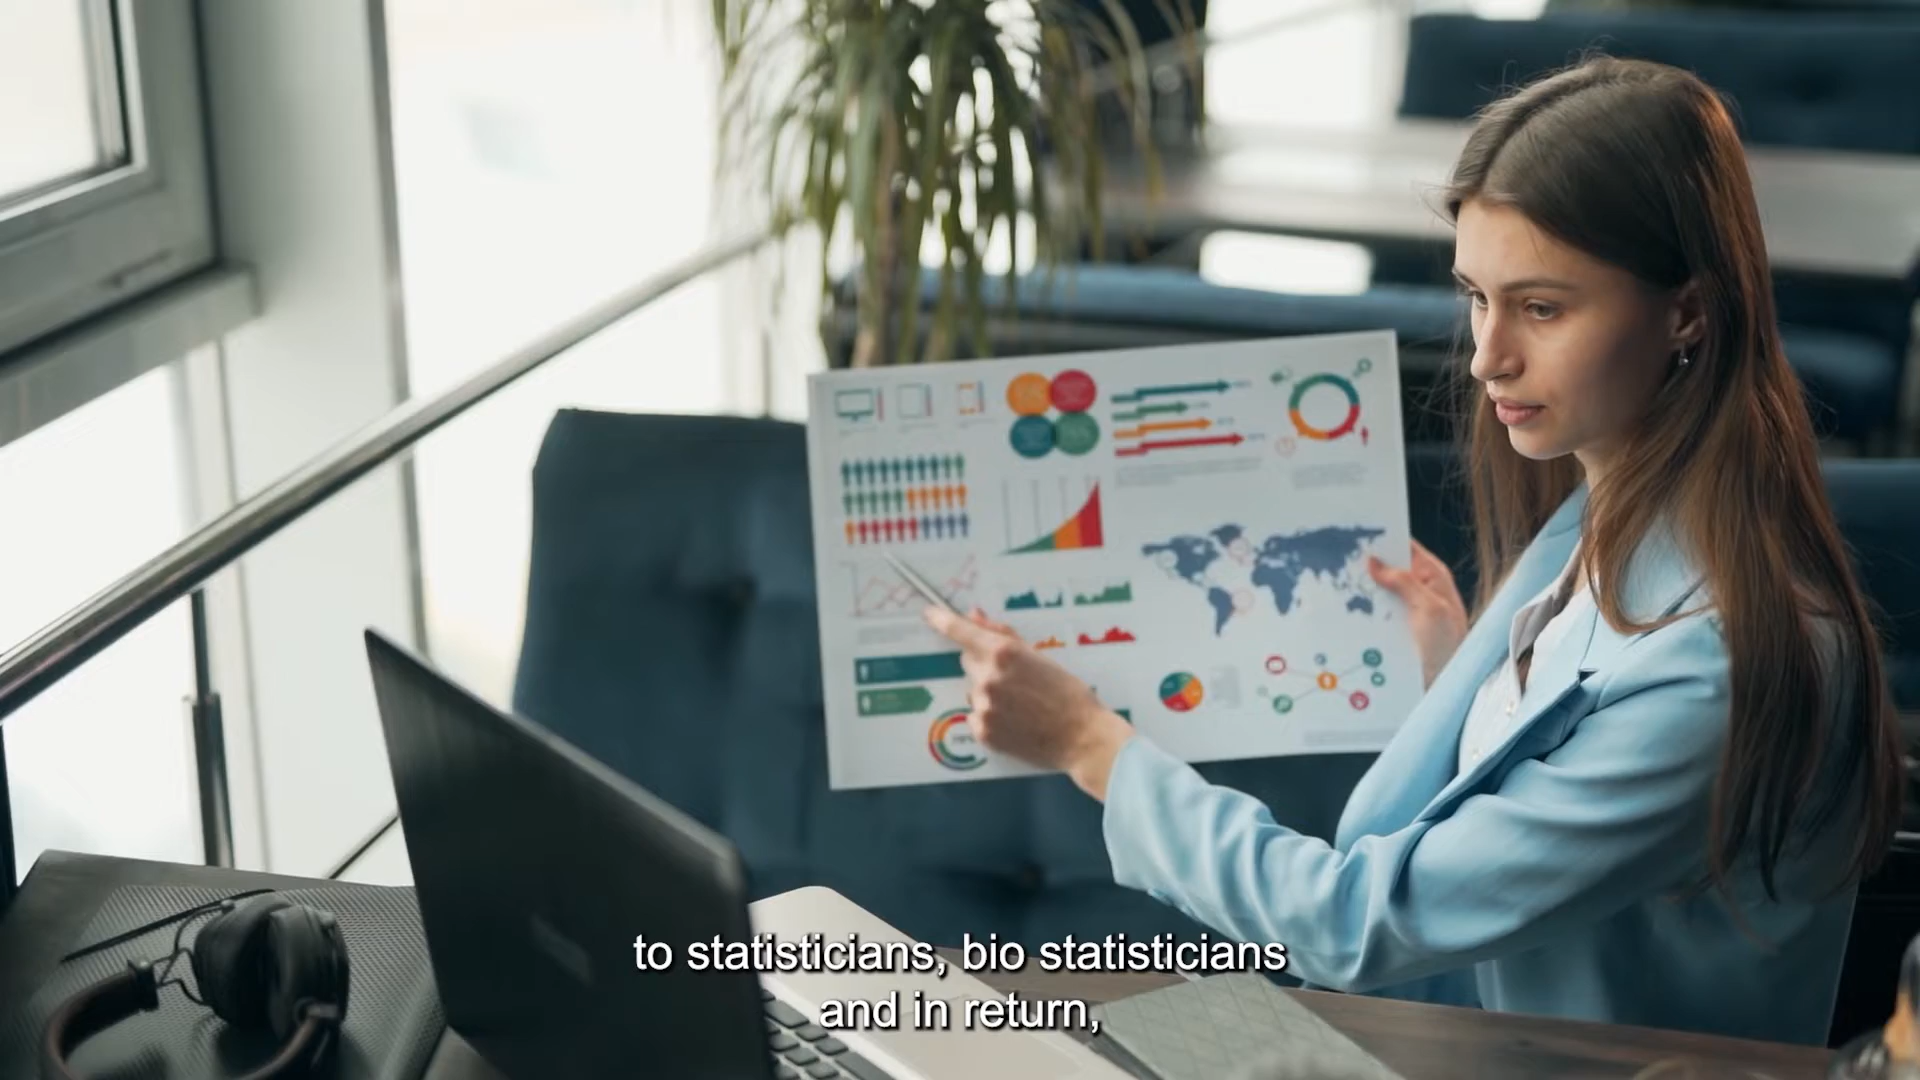 to statisticians, bio statisticians
and in return,